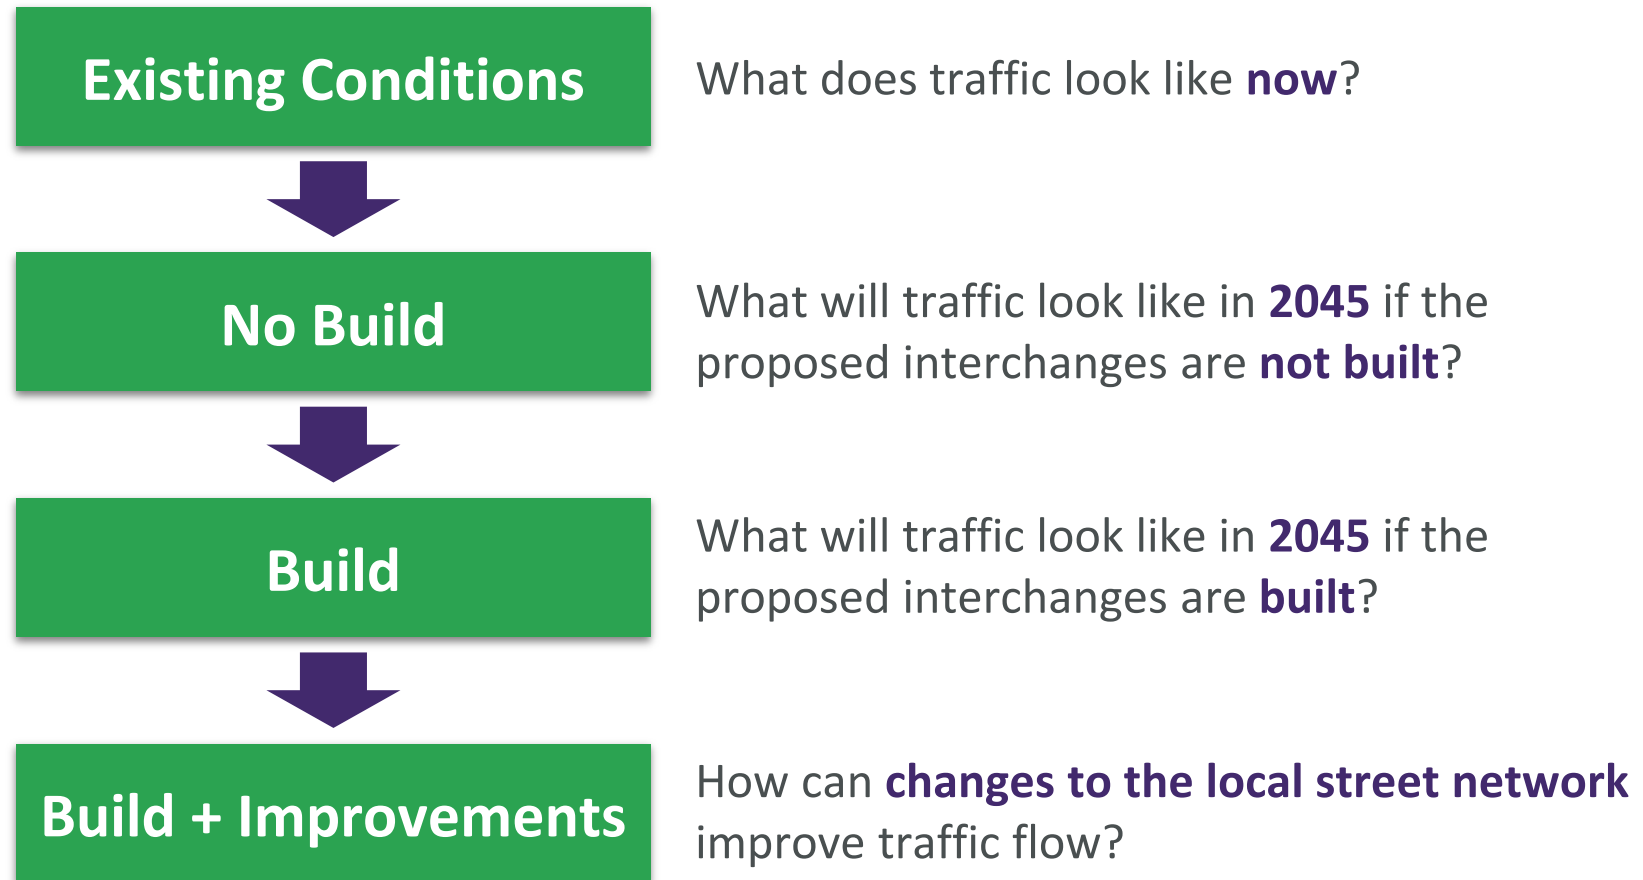 Existing Conditions
What does traffic look like now?
No Build
What will traffic look like in 2045 if the
proposed interchanges are not built?
Build
What will traffic look like in 2045 if the
proposed interchanges are built?
Build + Improvements
How can changes to the local street network
improve traffic flow?